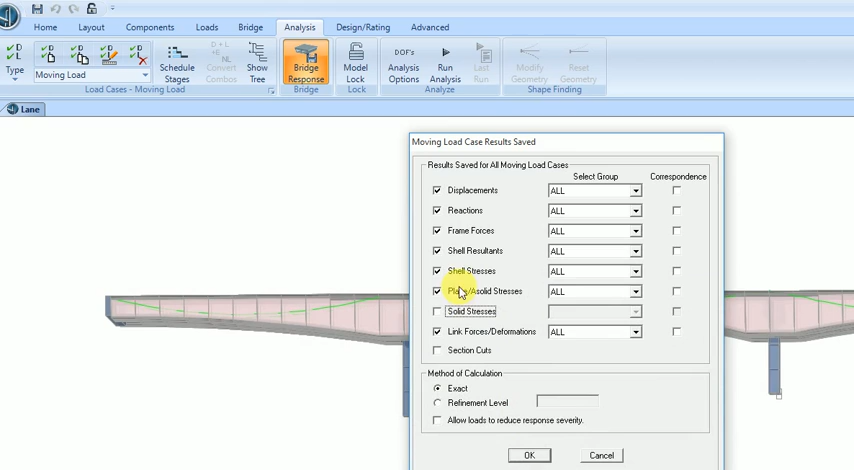 Home Layout Components Loads Bridge Analysis Design/Rating Advanced
Type
Moving Load
Schedule Stages
Convert Combos
Show Tree
Bridge Response
Model Lock
Analysis Options
Run Analysis
Last Run
Modify Geometry
Reset Geometry
DOF's
D + L
+E
NL
Load Cases - Moving Load Bridge Lock Analyze Shape Finding
Lane
Moving Load Case Results Saved
Results Saved for All Moving Load Cases
Select Group Correspondence
Displacements ALL
Reactions ALL
Frame Forces ALL
Shell Resultants ALL
Shell Stresses ALL
Plane/Asolid Stresses ALL
Solid Stresses
Link Forces/Deformations ALL
Section Cuts
Method of Calculation
Exact
Refinement Level
Allow loads to reduce response severity.
OK Cancel